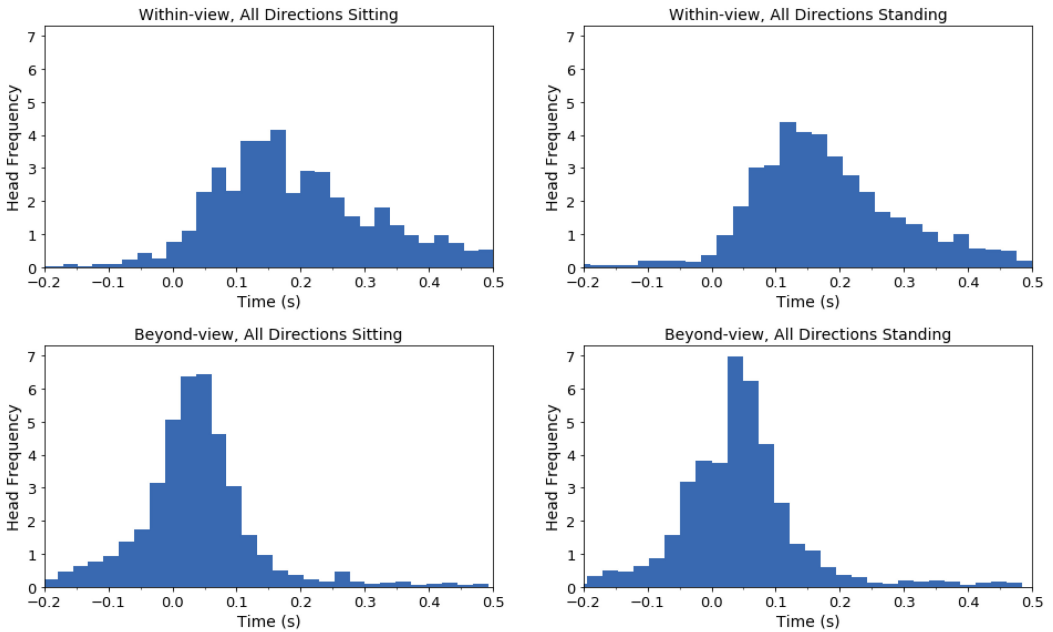 Within-view, All Directions Sitting
7
6
5
4
3
2
1
0
Head Frequency
−0.2 −0.1 0.0 0.1 0.2 0.3 0.4 0.5
Time (s)
Within-view, All Directions Standing
7
6
5
4
3
2
1
0
Head Frequency
−0.2 −0.1 0.0 0.1 0.2 0.3 0.4 0.5
Time (s)
Beyond-view, All Directions Sitting
7
6
5
4
3
2
1
0
Head Frequency
−0.2 −0.1 0.0 0.1 0.2 0.3 0.4 0.5
Time (s)
Beyond-view, All Directions Standing
7
6
5
4
3
2
1
0
Head Frequency
−0.2 −0.1 0.0 0.1 0.2 0.3 0.4 0.5
Time (s)